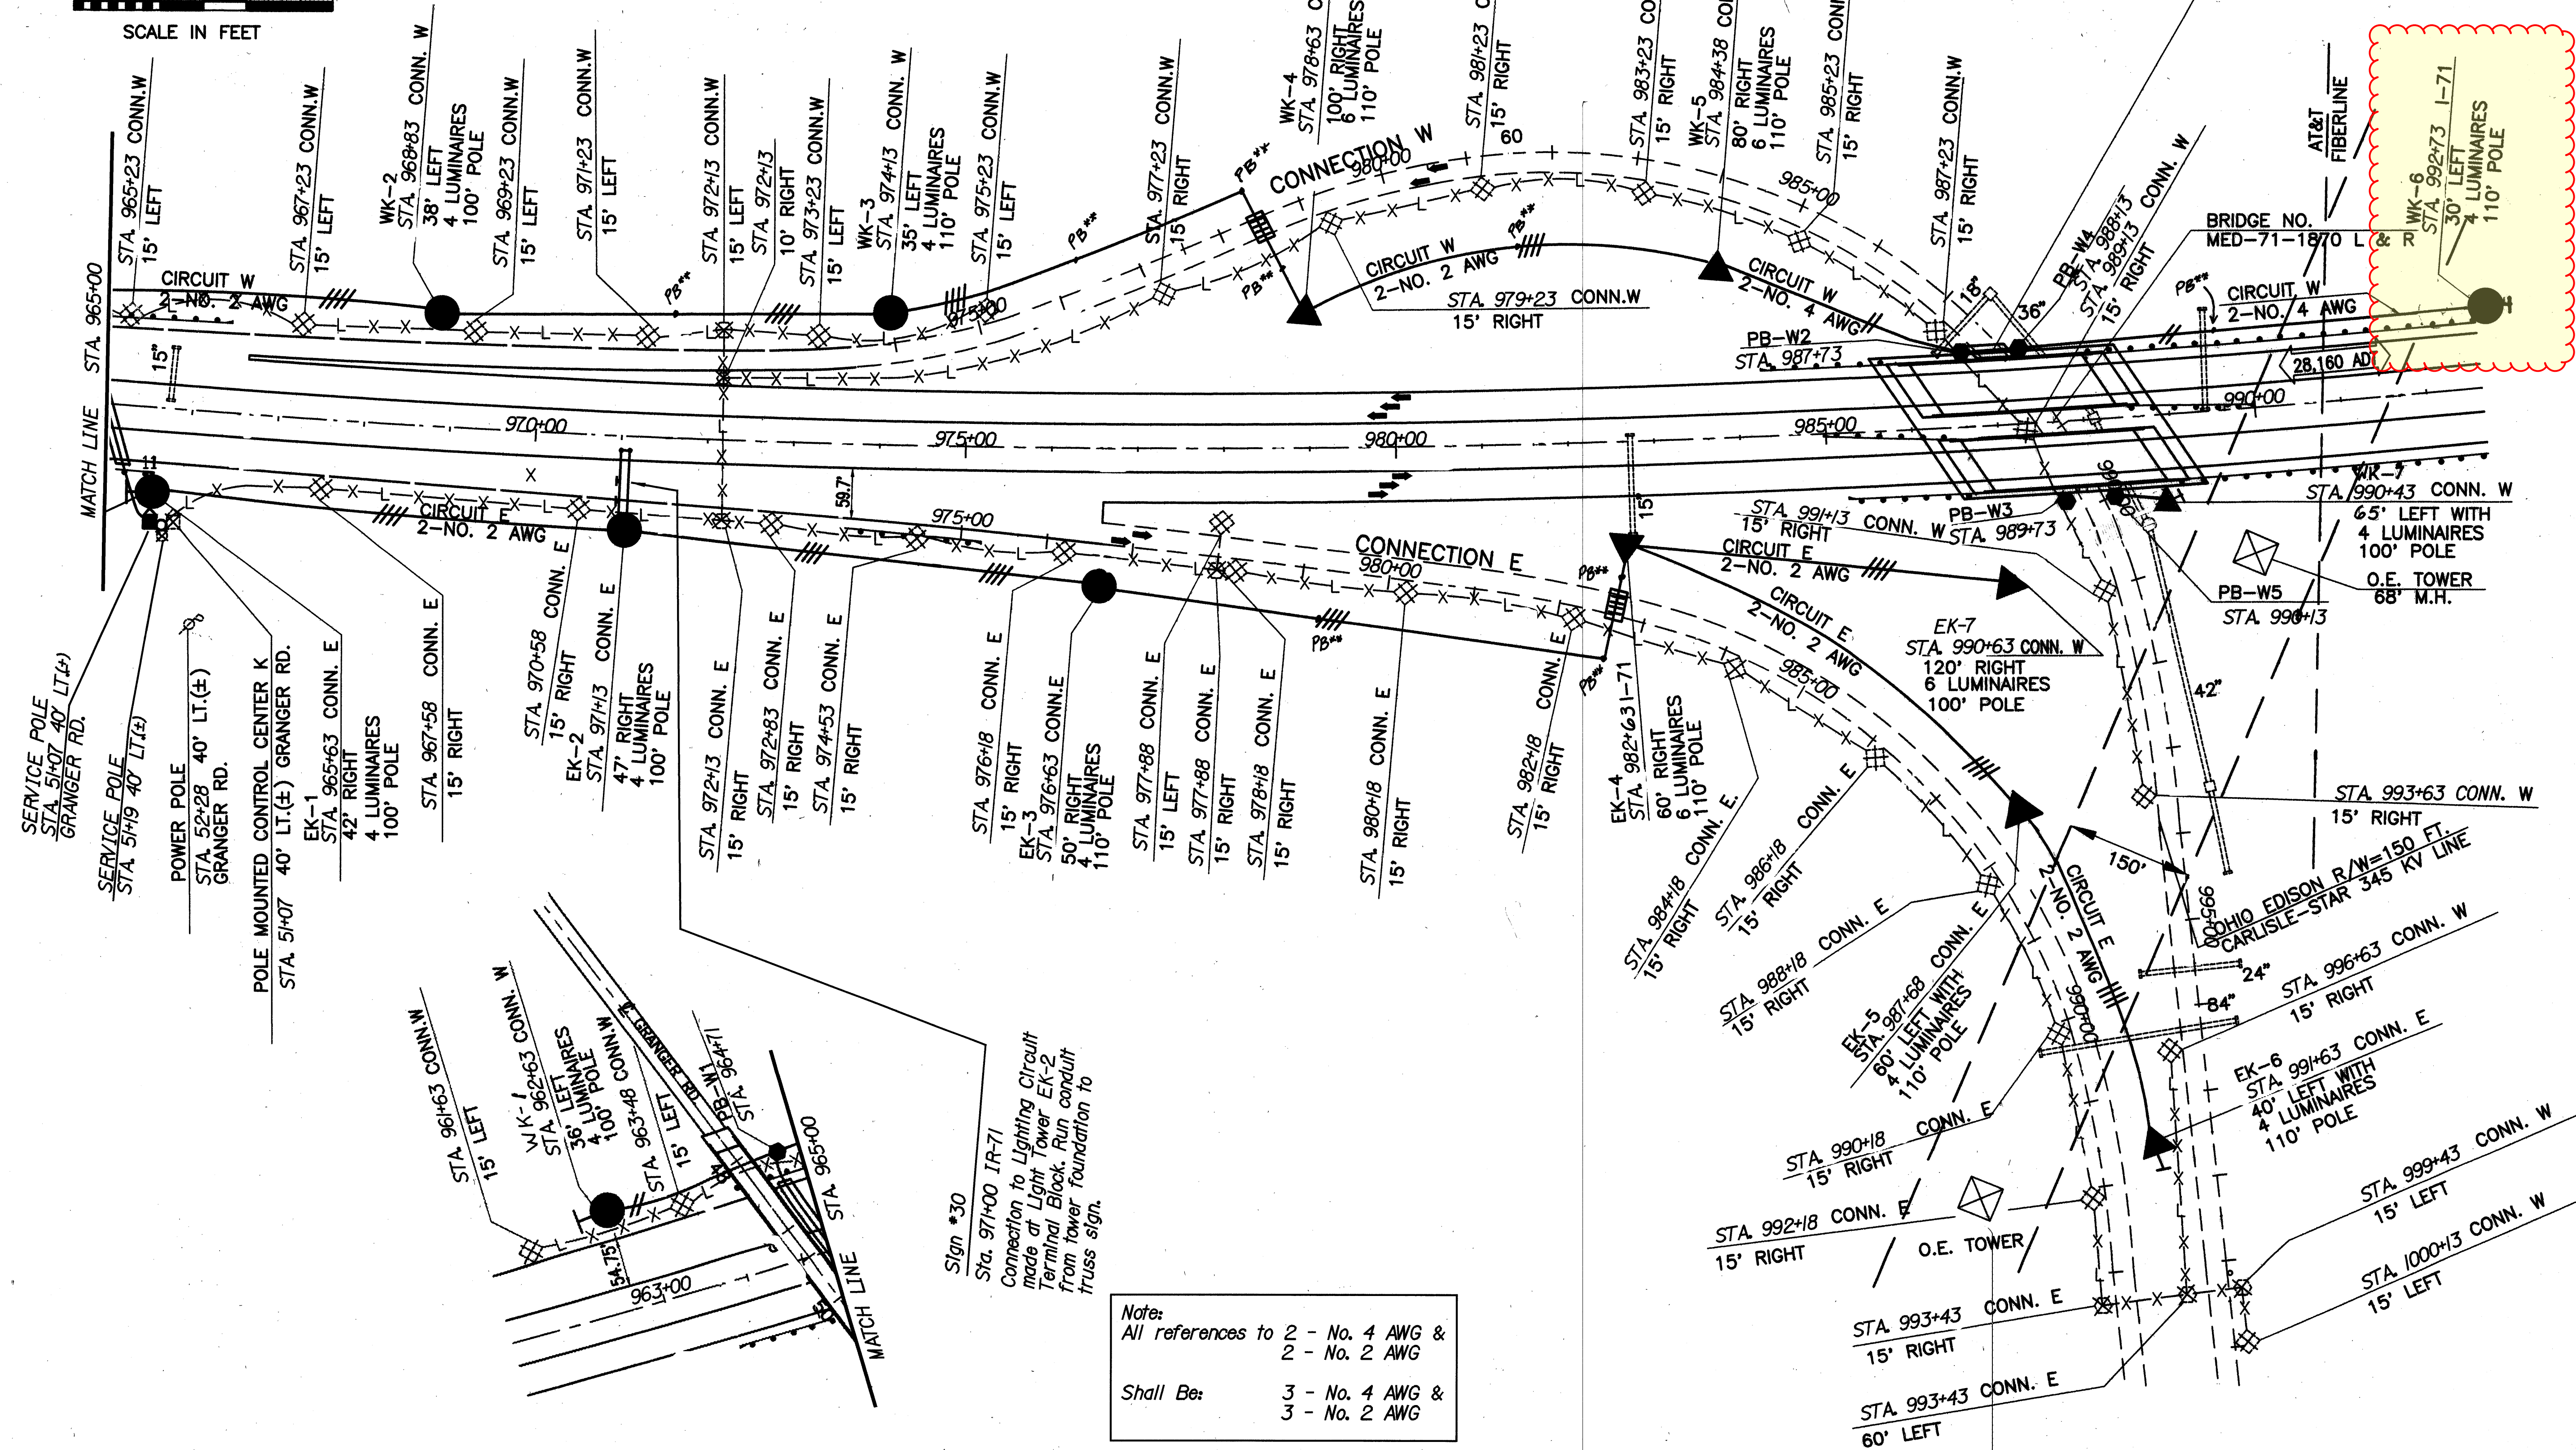 SCALE IN FEET
MATCH LINE STA. 965+00
STA. 965+23 CONN.W
15' LEFT
CIRCUIT W
2-NO. 2 AWG
15"
STA. 967+23 CONN.W
15' LEFT
WK-2
STA. 968+83 CONN. W
38' LEFT
4 LUMINAIRES
100' POLE
STA. 969+23 CONN.W
15' LEFT
STA. 971+23 CONN.W
15' LEFT
PB**
STA. 972+13 CONN.W
15' LEFT
STA. 972+13
10' RIGHT
STA. 973+23 CONN.W
15' LEFT
WK-3
STA. 974+13 CONN. W
35' LEFT
4 LUMINAIRES
110' POLE
STA. 975+23 CONN.W
15' LEFT
975+00
PB**
STA. 977+23 CONN.W
15' RIGHT
PB**
PB**
WK-4
STA. 978+63
100' RIGHT
6 LUMINAIRES
110' POLE
CONNECTION W
980+00
60
STA. 981+23
15' RIGHT
CIRCUIT W
2-NO. 2 AWG
PB**
STA. 979+23 CONN.W
15' RIGHT
STA. 983+23
15' RIGHT
WK-5
STA. 984+38
80' RIGHT
6 LUMINAIRES
110' POLE
STA. 985+23
15' RIGHT
985+00
CIRCUIT W
2-NO. 4 AWG
STA. 987+23 CONN.W
15' RIGHT
PB-W2
STA. 987+73
18"
36"
PB-W4
STA. 988+13
STA. 989+13 CONN. W
15' RIGHT
BRIDGE NO.
MED-71-1870 L & R
PB**
CIRCUIT W
2-NO. 4 AWG
AT&T
FIBERLINE
WK-6
STA. 992+73 I-71
30' LEFT
4 LUMINAIRES
110' POLE
28,160 AD
970+00
975+00
980+00
985+00
990+00
11
CIRCUIT E
2-NO. 2 AWG
59.7'
975+00
CONNECTION E
980+00
15"
PB**
PB**
PB**
CIRCUIT E
2-NO. 2 AWG
CIRCUIT E
2-NO. 2 AWG
985+00
STA. 991+13 CONN. W
15' RIGHT
PB-W3
STA. 989+73
WK-7
STA. 990+43 CONN. W
65' LEFT WITH
4 LUMINAIRES
100' POLE
O.E. TOWER
68' M.H.
PB-W5
STA. 990+13
EK-7
STA. 990+63 CONN. W
120' RIGHT
6 LUMINAIRES
100' POLE
42"
STA. 993+63 CONN. W
15' RIGHT
150'
OHIO EDISON R/W=150 FT.
CARLISLE-STAR 345 KV LINE
995+00
CIRCUIT E
2-NO. 2 AWG
24"
84"
STA. 996+63 CONN. W
15' RIGHT
990+00
SERVICE POLE
STA. 51+07 40' LT.(±)
GRANGER RD.
SERVICE POLE
STA. 51+19 40' LT.(±)
POWER POLE
STA. 52+28 40' LT.(±)
GRANGER RD.
POLE MOUNTED CONTROL CENTER K
STA. 51+07 40' LT.(±) GRANGER RD.
EK-1
STA. 965+63 CONN. E
42' RIGHT
4 LUMINAIRES
100' POLE
STA. 967+58 CONN. E
15' RIGHT
STA. 970+58 CONN. E
15' RIGHT
EK-2
STA. 971+13 CONN. E
47' RIGHT
4 LUMINAIRES
100' POLE
STA. 972+13 CONN. E
15' RIGHT
STA. 972+83 CONN. E
15' RIGHT
STA. 974+53 CONN. E
15' RIGHT
STA. 976+18 CONN. E
15' RIGHT
EK-3
STA. 976+63 CONN.E
50' RIGHT
4 LUMINAIRES
110' POLE
STA. 977+88 CONN. E
15' LEFT
STA. 977+88 CONN. E
15' RIGHT
STA. 978+18 CONN. E
15' RIGHT
STA. 980+18 CONN. E
15' RIGHT
STA. 982+18 CONN. E
15' RIGHT
EK-4
STA. 982+63 I-71
60' RIGHT
6 LUMINAIRES
110' POLE
STA. 984+18 CONN. E.
15' RIGHT
STA. 986+18 CONN. E
15' RIGHT
STA. 988+18 CONN. E
15' RIGHT
EK-5
STA. 987+68 CONN. E
60' LEFT WITH
4 LUMINAIRES
110' POLE
STA. 990+18 CONN. E
15' RIGHT
EK-6
STA. 991+63 CONN. E
40' LEFT WITH
4 LUMINAIRES
110' POLE
STA. 992+18 CONN. E
15' RIGHT
O.E. TOWER
STA. 999+43 CONN. W
15' LEFT
STA. 1000+13 CONN. W
15' LEFT
STA. 993+43 CONN. E
15' RIGHT
STA. 993+43 CONN. E
60' LEFT
STA. 961+63 CONN.W
15' LEFT
WK-1
STA. 962+63 CONN. W
36' LEFT
4 LUMINAIRES
100' POLE
STA. 963+48 CONN.W
15' LEFT
GRANGER RD.
PB-W1
STA. 964+71
54.75'
963+00
50
MATCH LINE STA. 965+00
Sign #30
Sta. 971+00 IR-71
Connection to Lighting Circuit
made at Light Tower EK-2
Terminal Block. Run conduit
from tower foundation to
truss sign.
Note:
All references to 2 - No. 4 AWG &
2 - No. 2 AWG
Shall Be: 3 - No. 4 AWG &
3 - No. 2 AWG